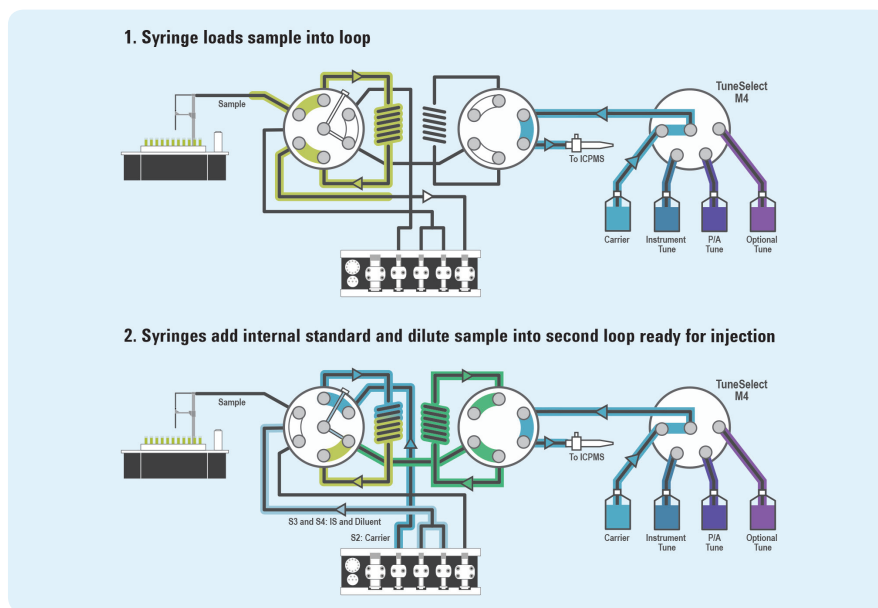 1. Syringe loads sample into loop
TuneSelect
M4
Sample
To ICPMS
Carrier
Instrument
Tune
P/A
Tune
Optional
Tune
2. Syringes add internal standard and dilute sample into second loop ready for injection
TuneSelect
M4
Sample
To ICPMS
S3 and S4: IS and Diluent
S2: Carrier
Carrier
Instrument
Tune
P/A
Tune
Optional
Tune